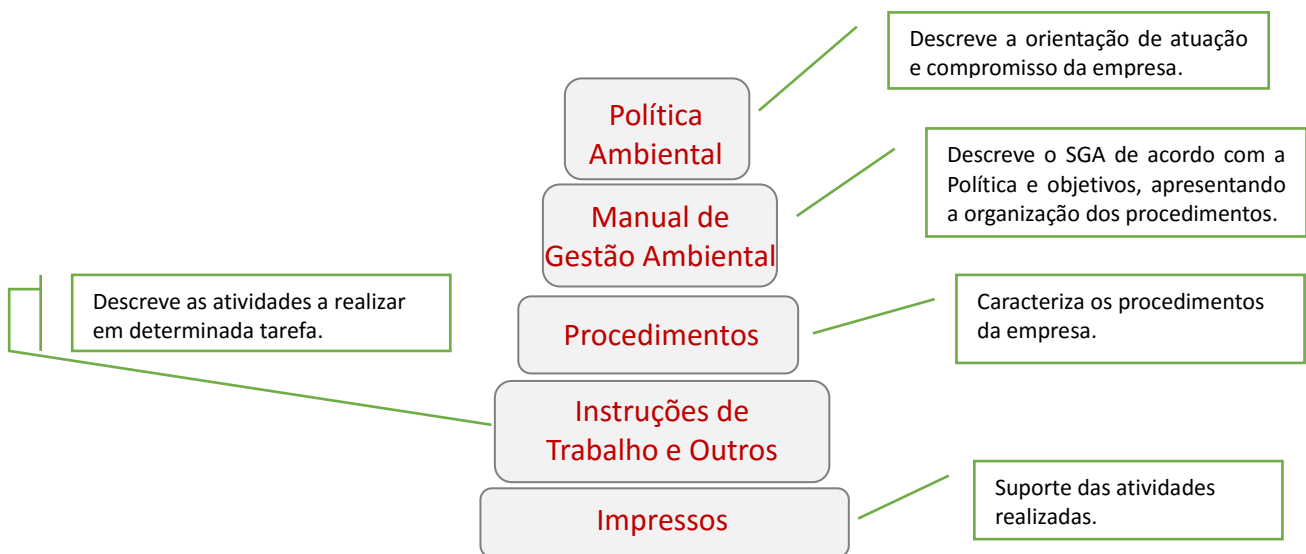 Descreve a orientação de atuação
e compromisso da empresa.
Política
Ambiental
Descreve o SGA de acordo com a
Política e objetivos, apresentando
a organização dos procedimentos.
Manual de
Gestão Ambiental
Descreve as atividades a realizar
em determinada tarefa.
Procedimentos
Caracteriza os procedimentos
da empresa.
Instruções de
Trabalho e Outros
Suporte das atividades
realizadas.
Impressos